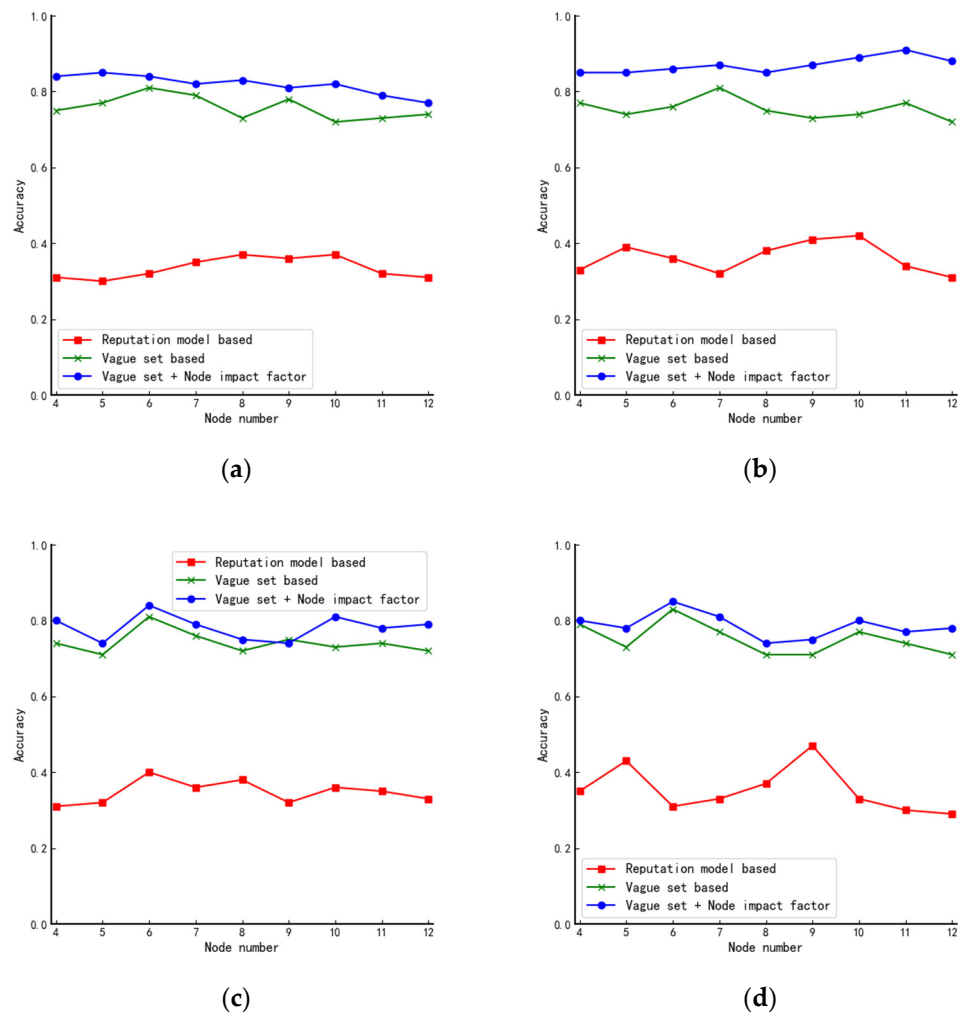 1.0
0.8
0.6
0.4
0.2
0.0
Accuracy
Reputation model based
Vague set based
Vague set + Node impact factor
4 5 6 7 8 9 10 11 12
Node number
(a)
1.0
0.8
0.6
0.4
0.2
0.0
Accuracy
Reputation model based
Vague set based
Vague set + Node impact factor
4 5 6 7 8 9 10 11 12
Node number
(b)
1.0
0.8
0.6
0.4
0.2
0.0
Accuracy
Reputation model based
Vague set based
Vague set + Node impact factor
4 5 6 7 8 9 10 11 12
Node number
(c)
1.0
0.8
0.6
0.4
0.2
0.0
Accuracy
Reputation model based
Vague set based
Vague set + Node impact factor
4 5 6 7 8 9 10 11 12
Node number
(d)